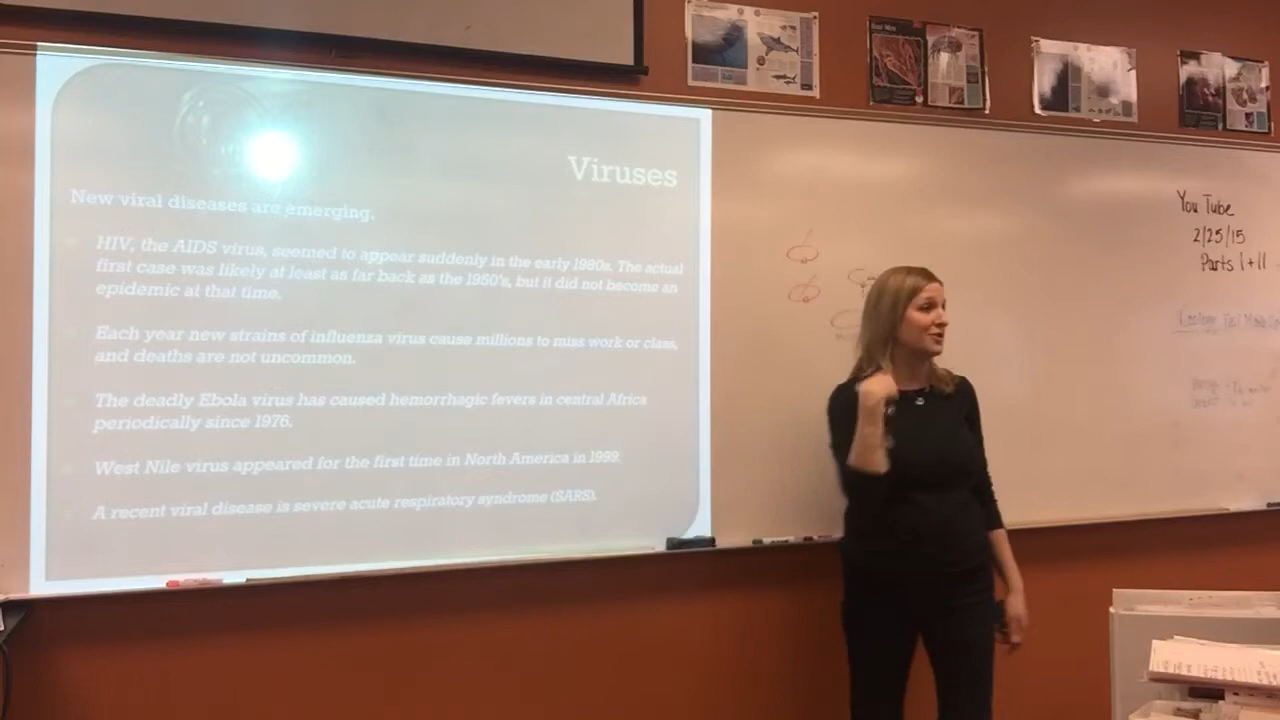 Viruses
New viral diseases are emerging.
HIV, the AIDS virus, seemed to appear suddenly in the early 1980s. The actual
first case was likely at least as far back as the 1950's, but it did not become an
epidemic at that time.
Each year new strains of influenza virus cause millions to miss work or class,
and deaths are not uncommon.
The deadly Ebola virus has caused hemorrhagic fevers in central Africa
periodically since 1976.
West Nile virus appeared for the first time in North America in 1999.
A recent viral disease is severe acute respiratory syndrome (SARS).
You Tube
2/25/15
Parts I + II